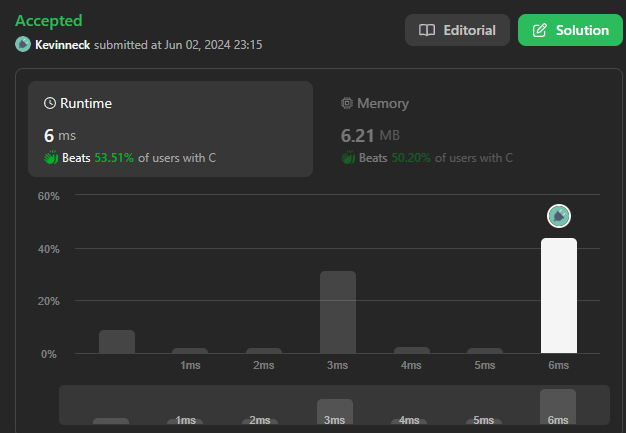 Accepted
Editorial
Solution
Kevinneck submitted at Jun 02, 2024 23:15
Runtime
Memory
6 ms
6.21 MB
Beats 53.51% of users with C
Beats 50.20% of users with C
60%
40%
20%
0%
1ms 2ms 3ms 4ms 5ms 6ms
1ms 2ms 3ms 4ms 5ms 6ms